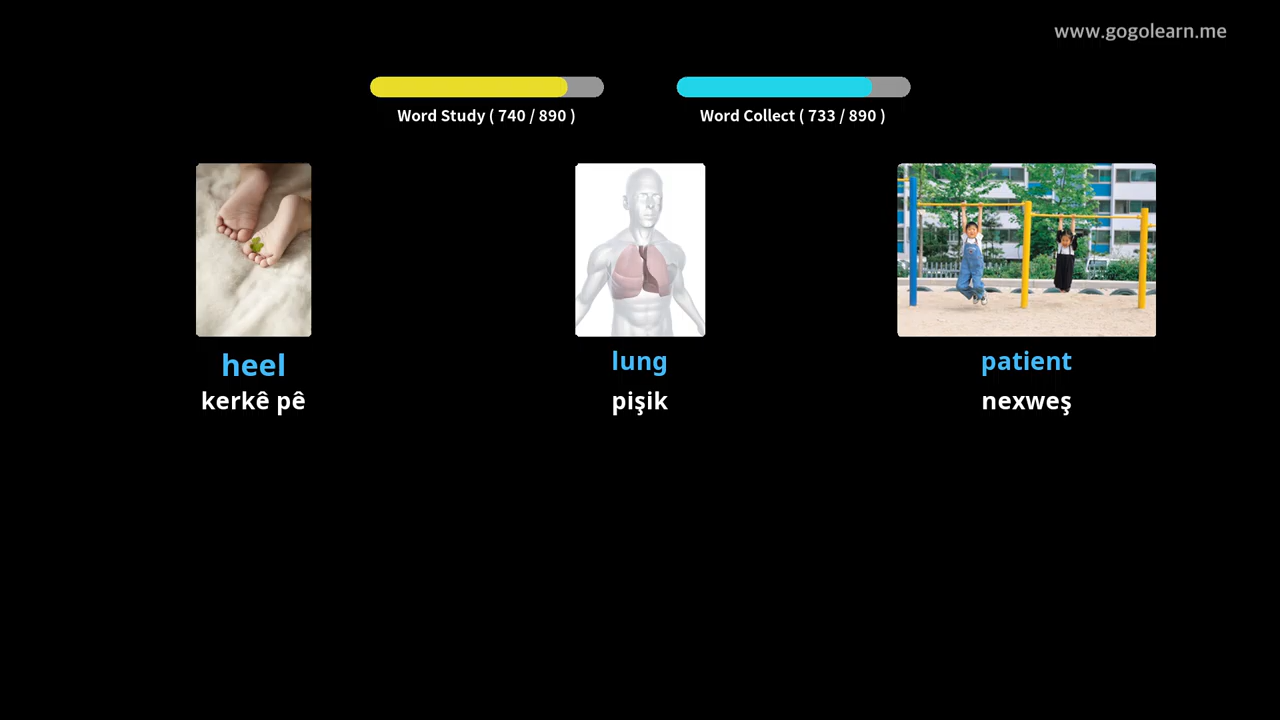 www.gogolearn.me
Word Study ( 740 / 890 )
Word Collect ( 733 / 890 )
heel
kerkê pê
lung
pişik
patient
nexweş